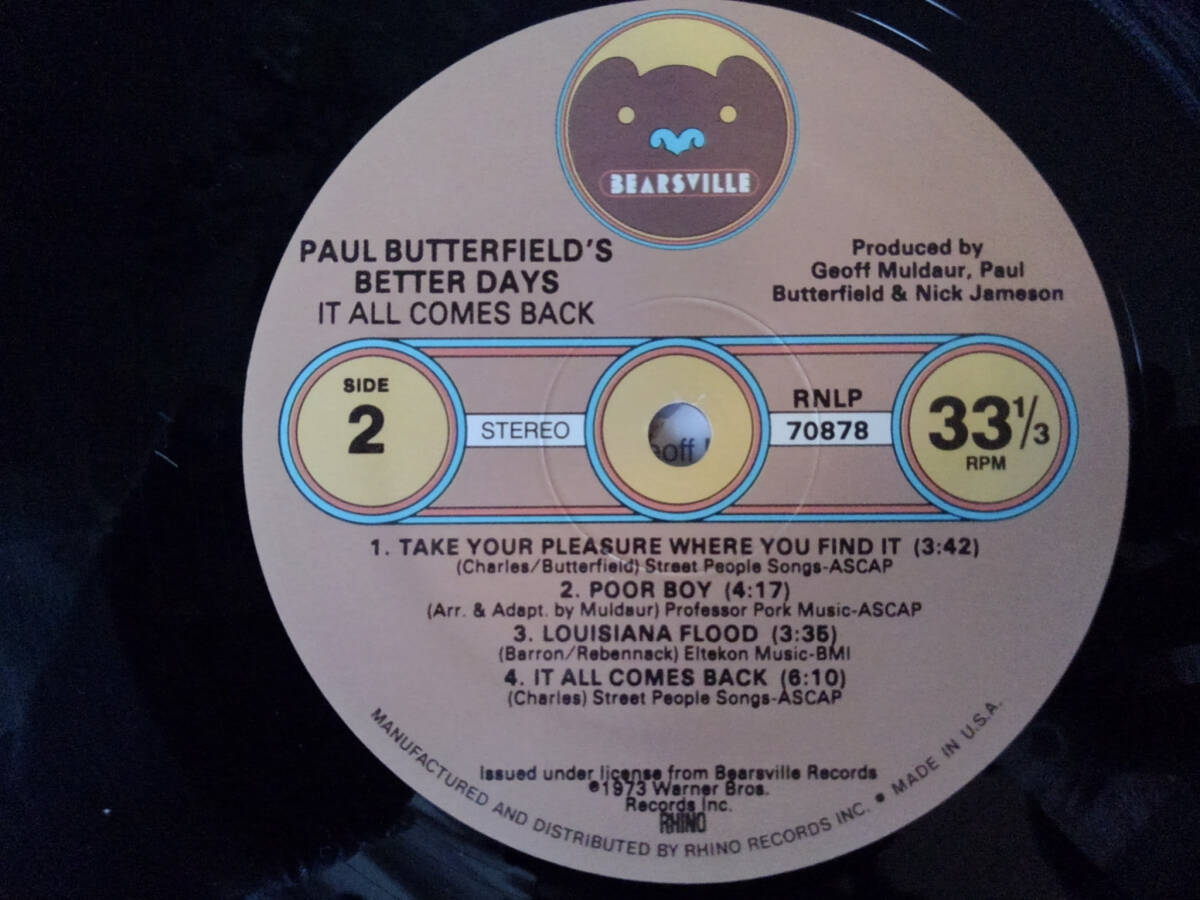 BEARSVILLE
PAUL BUTTERFIELD'S
BETTER DAYS
IT ALL COMES BACK
Produced by
Geoff Muldaur, Paul
Butterfield & Nick Jameson
SIDE
2
STEREO
eoff
RNLP
70878
33 1/3
RPM
1. TAKE YOUR PLEASURE WHERE YOU FIND IT (3:42)
(Charles/Butterfield) Street People Songs-ASCAP
2. POOR BOY (4:17)
(Arr. & Adapt. by Muldaur) Professor Pork Music-ASCAP
3. LOUISIANA FLOOD (3:35)
(Barron/Rebennack) Eltekon Music-BMI
4. IT ALL COMES BACK (6:10)
(Charles) Street People Songs-ASCAP
Issued under license from Bearsville Records
℗1973 Warner Bros.
Records Inc.
RHINO
MANUFACTURED AND DISTRIBUTED BY RHINO RECORDS INC. • MADE IN U.S.A.